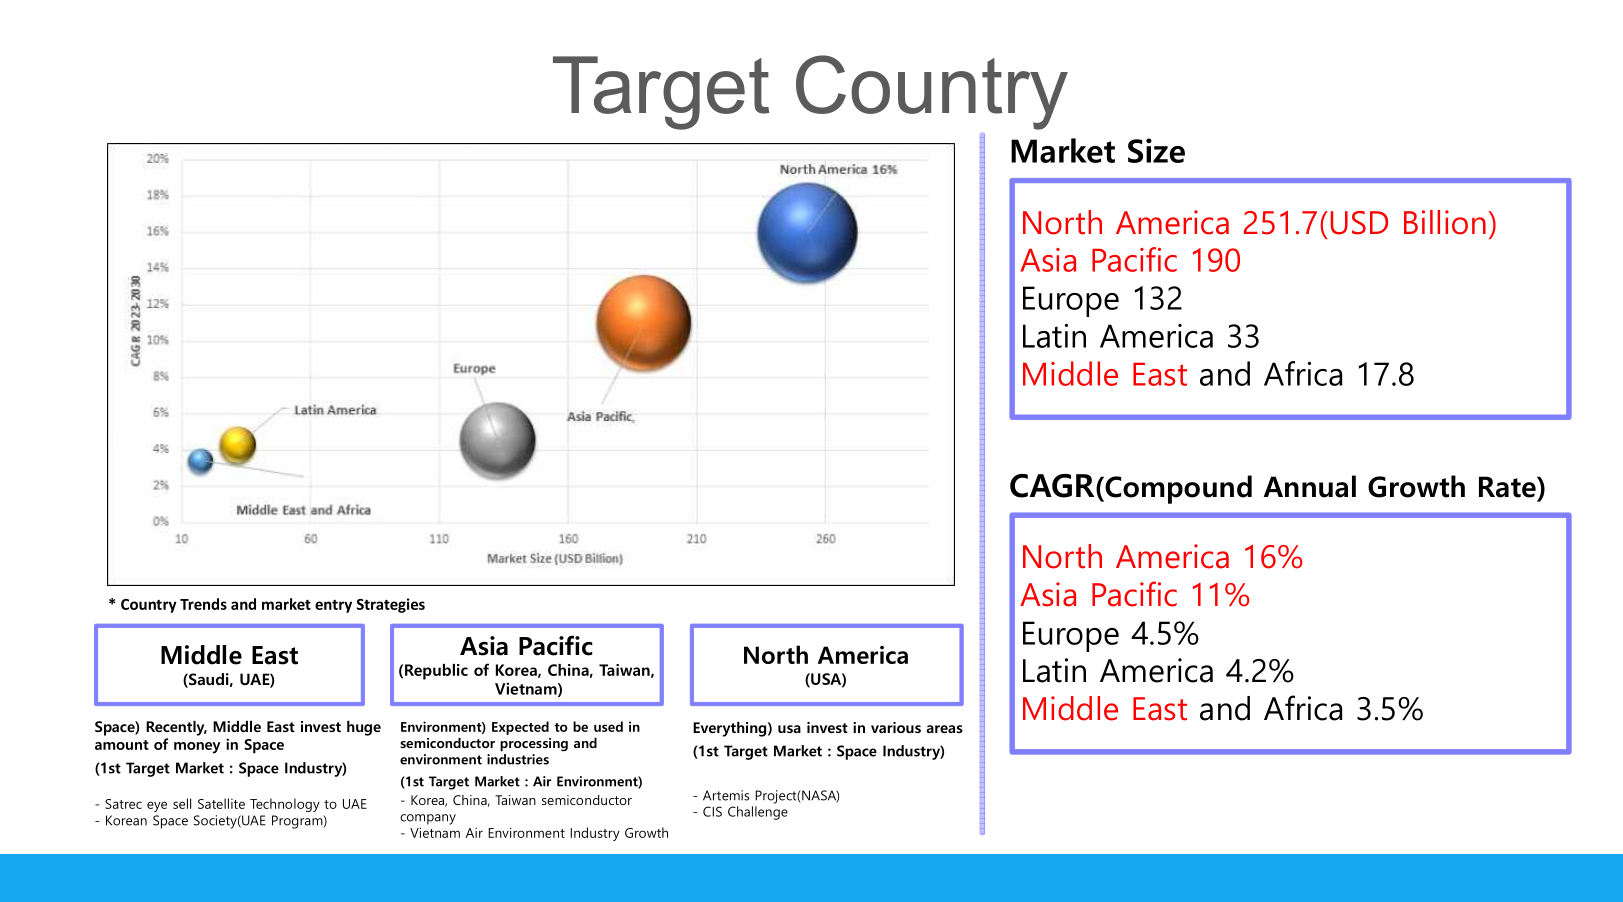 Target Country
20%
18%
16%
14%
12%
10%
8%
6%
4%
2%
0%
CAGR 2023-2030
North America 16%
Europe
Asia Pacific,
Latin America
Middle East and Africa
10 60 110 160 210 260
Market Size (USD Billion)
* Country Trends and market entry Strategies
Middle East
(Saudi, UAE)
Space) Recently, Middle East invest huge
amount of money in Space
(1st Target Market : Space Industry)
- Satrec eye sell Satellite Technology to UAE
- Korean Space Society(UAE Program)
Asia Pacific
(Republic of Korea, China, Taiwan,
Vietnam)
Environment) Expected to be used in
semiconductor processing and
environment industries
(1st Target Market : Air Environment)
- Korea, China, Taiwan semiconductor
company
- Vietnam Air Environment Industry Growth
North America
(USA)
Everything) usa invest in various areas
(1st Target Market : Space Industry)
- Artemis Project(NASA)
- CIS Challenge
Market Size
North America 251.7(USD Billion)
Asia Pacific 190
Europe 132
Latin America 33
Middle East and Africa 17.8
CAGR(Compound Annual Growth Rate)
North America 16%
Asia Pacific 11%
Europe 4.5%
Latin America 4.2%
Middle East and Africa 3.5%